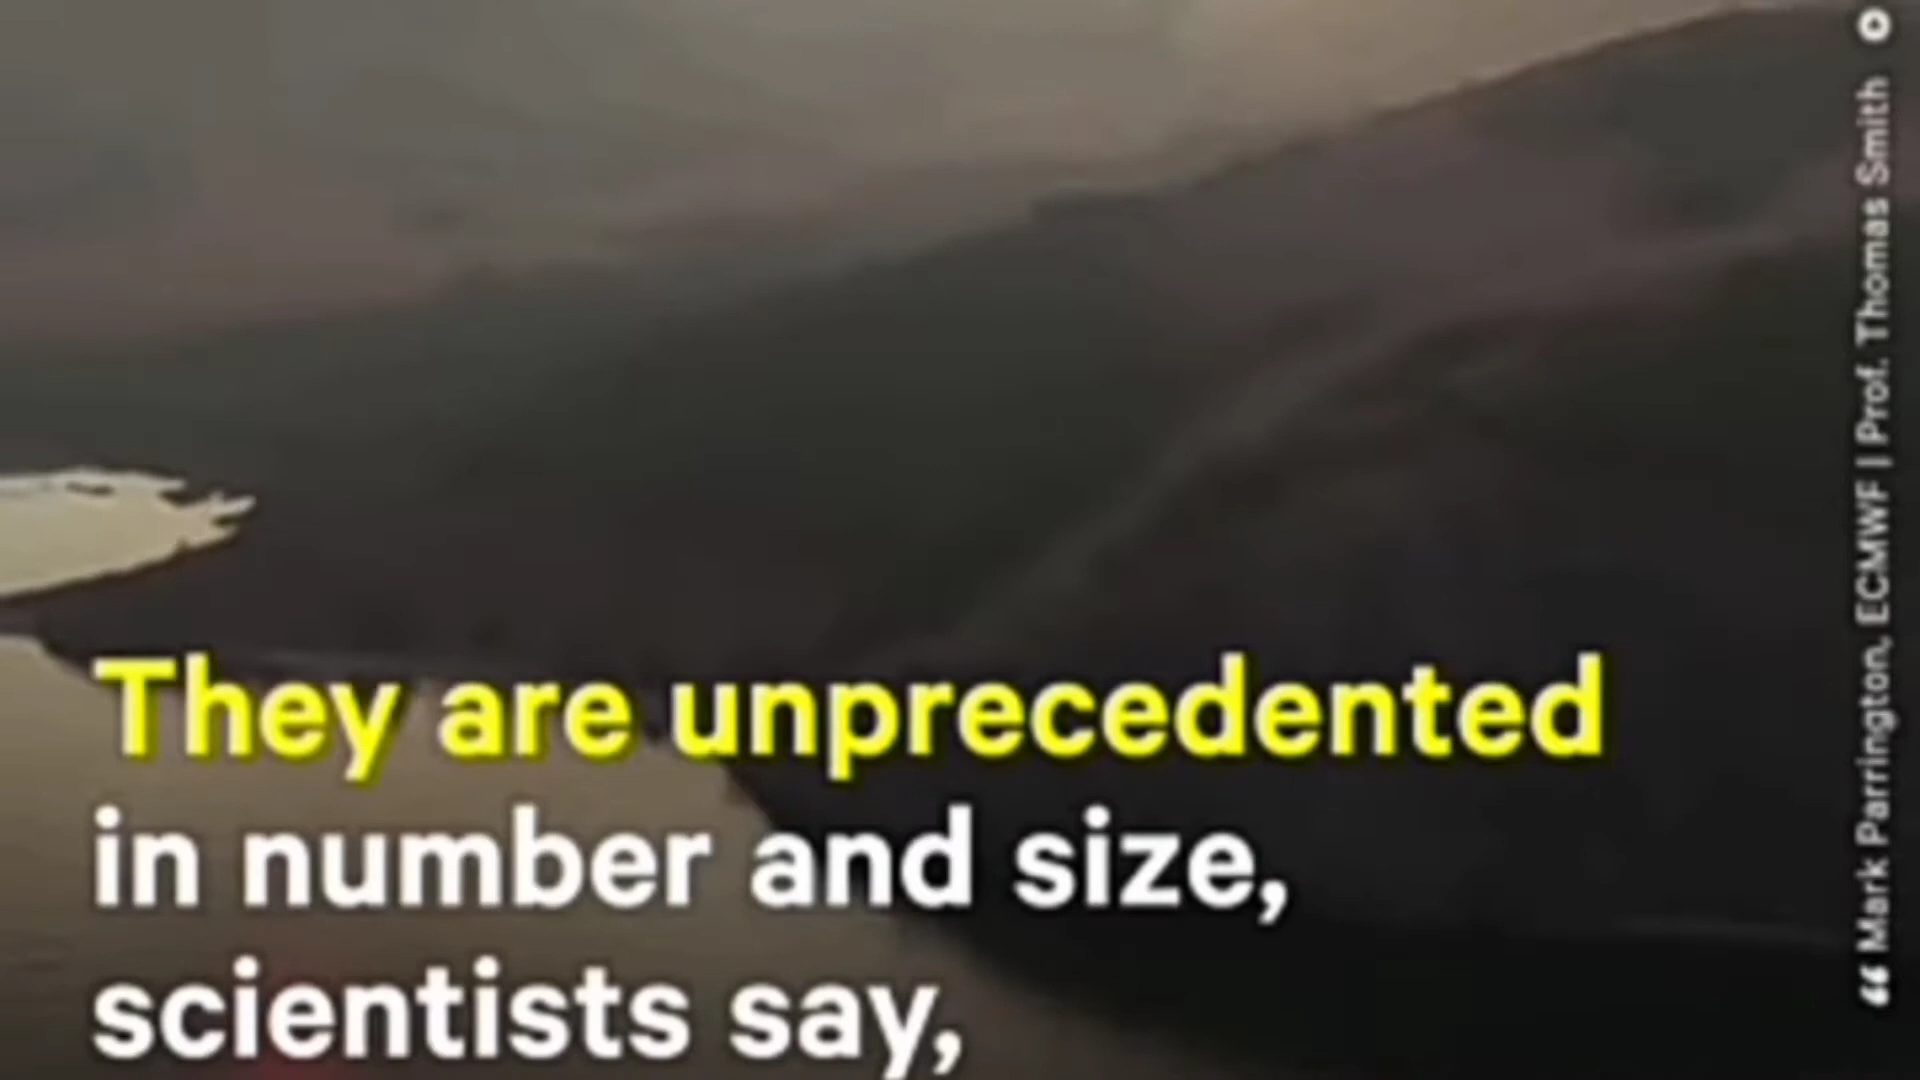 They are unprecedented
in number and size,
scientists say,
“ Mark Parrington, ECMWF | Prof. Thomas Smith